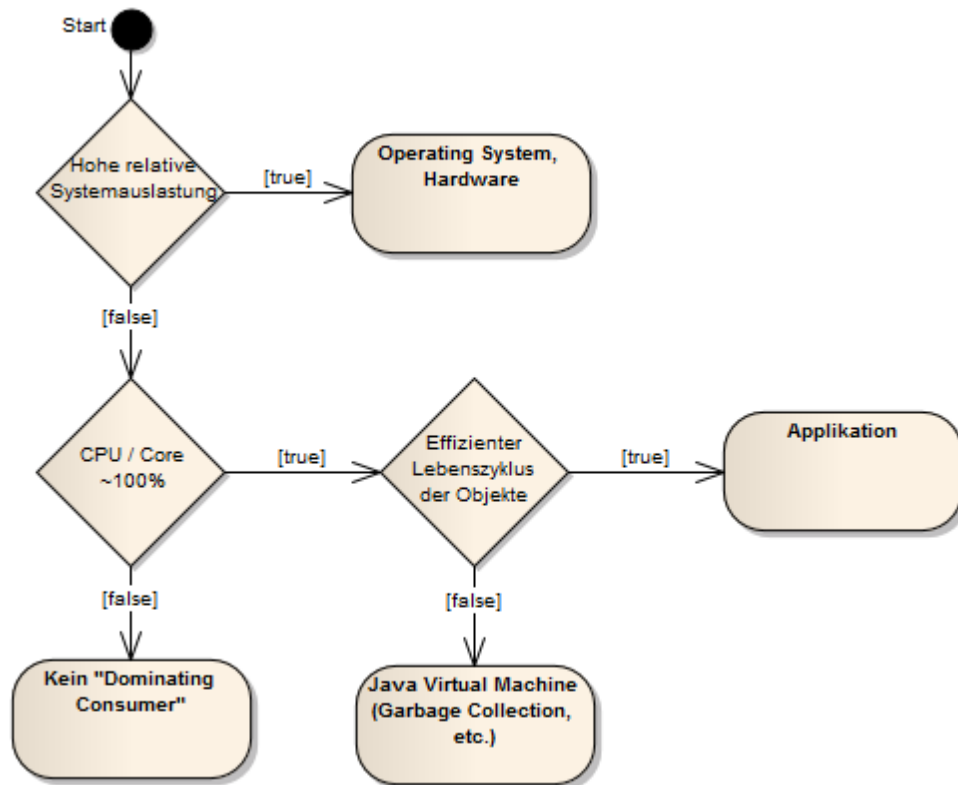 Start
Hohe relative
Systemauslastung
[true]
Operating System,
Hardware
[false]
CPU / Core
~100%
[true]
Effizienter
Lebenszyklus
der Objekte
[true]
Applikation
[false]
[false]
Kein "Dominating
Consumer"
Java Virtual Machine
(Garbage Collection,
etc.)